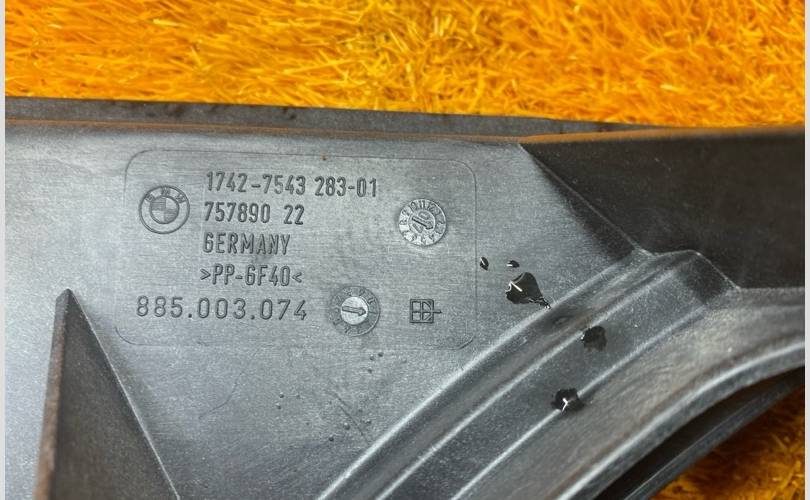 1742-7543 283-01
757890 22
GERMANY
>PP-GF40<
885.003.074